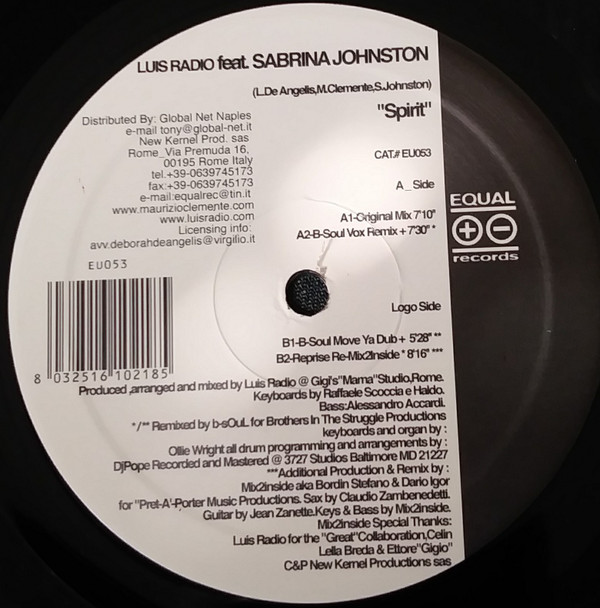 LUIS RADIO feat. SABRINA JOHNSTON
(L.De Angelis,M.Clemente,S.Johnston)
"Spirit"
CAT.# EU053
A_Side
A1-Original Mix 7'10"
A2-B-Soul Vox Remix + 7'30" *
Distributed By: Global Net Naples
e-mail tony@global-net.it
New Kernel Prod. sas
Rome_Via Premuda 16,
00195 Rome Italy
tel.+39-0639745173
fax:+39-0639745173
e-mail:equalrec@tin.it
www.maurizioclemente.com
www.luisradio.com
Licensing info:
avv.deborahdeangelis@virgilio.it
EU053
8 032516 102185
EQUAL
records
Logo Side
B1-B-Soul Move Ya Dub + 5'28" **
B2-Reprise Re-Mix2Inside * 8'16" ***
Produced ,arranged and mixed by Luis Radio @ Gigi's"Mama"Studio,Rome.
Keyboards by Raffaele Scoccia e Haldo.
Bass:Alessandro Accardi.
*/** Remixed by b-sOuL for Brothers In The Struggle Productions
keyboards and organ by :
Ollie Wright all drum programming and arrangements by :
DjPope Recorded and Mastered @ 3727 Studios Baltimore MD 21227
***Additional Production & Remix by :
Mix2inside aka Bordin Stefano & Dario Igor
for "Pret-A'-Porter Music Productions. Sax by Claudio Zambenedetti.
Guitar by Jean Zanette.Keys & Bass by Mix2inside.
Mix2inside Special Thanks:
Luis Radio for the "Great"Collaboration,Celin
Lella Breda & Ettore"Gigio"
C&P New Kernel Productions sas